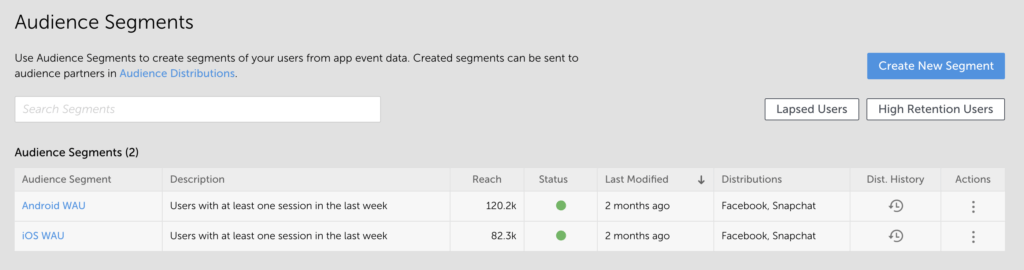 Audience Segments
Use Audience Segments to create segments of your users from app event data. Created segments can be sent to
audience partners in Audience Distributions.
Create New Segment
Search Segments
Lapsed Users
High Retention Users
Audience Segments (2)
Audience Segment Description Reach Status Last Modified Distributions Dist. History Actions
Android WAU Users with at least one session in the last week 120.2k 2 months ago Facebook, Snapchat
iOS WAU Users with at least one session in the last week 82.3k 2 months ago Facebook, Snapchat